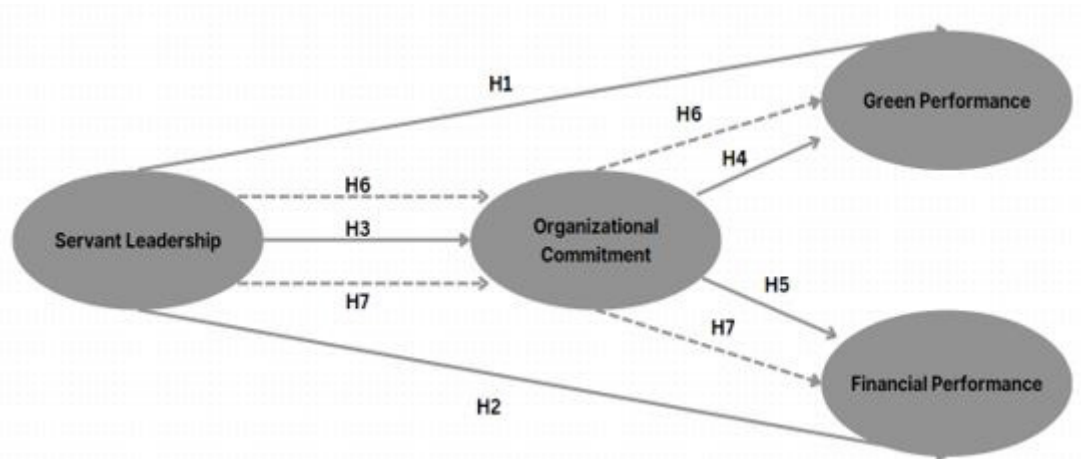 H1
H6
Green Performance
H4
H6
Servant Leadership
H3
Organizational
Commitment
H7
H5
H7
Financial Performance
H2